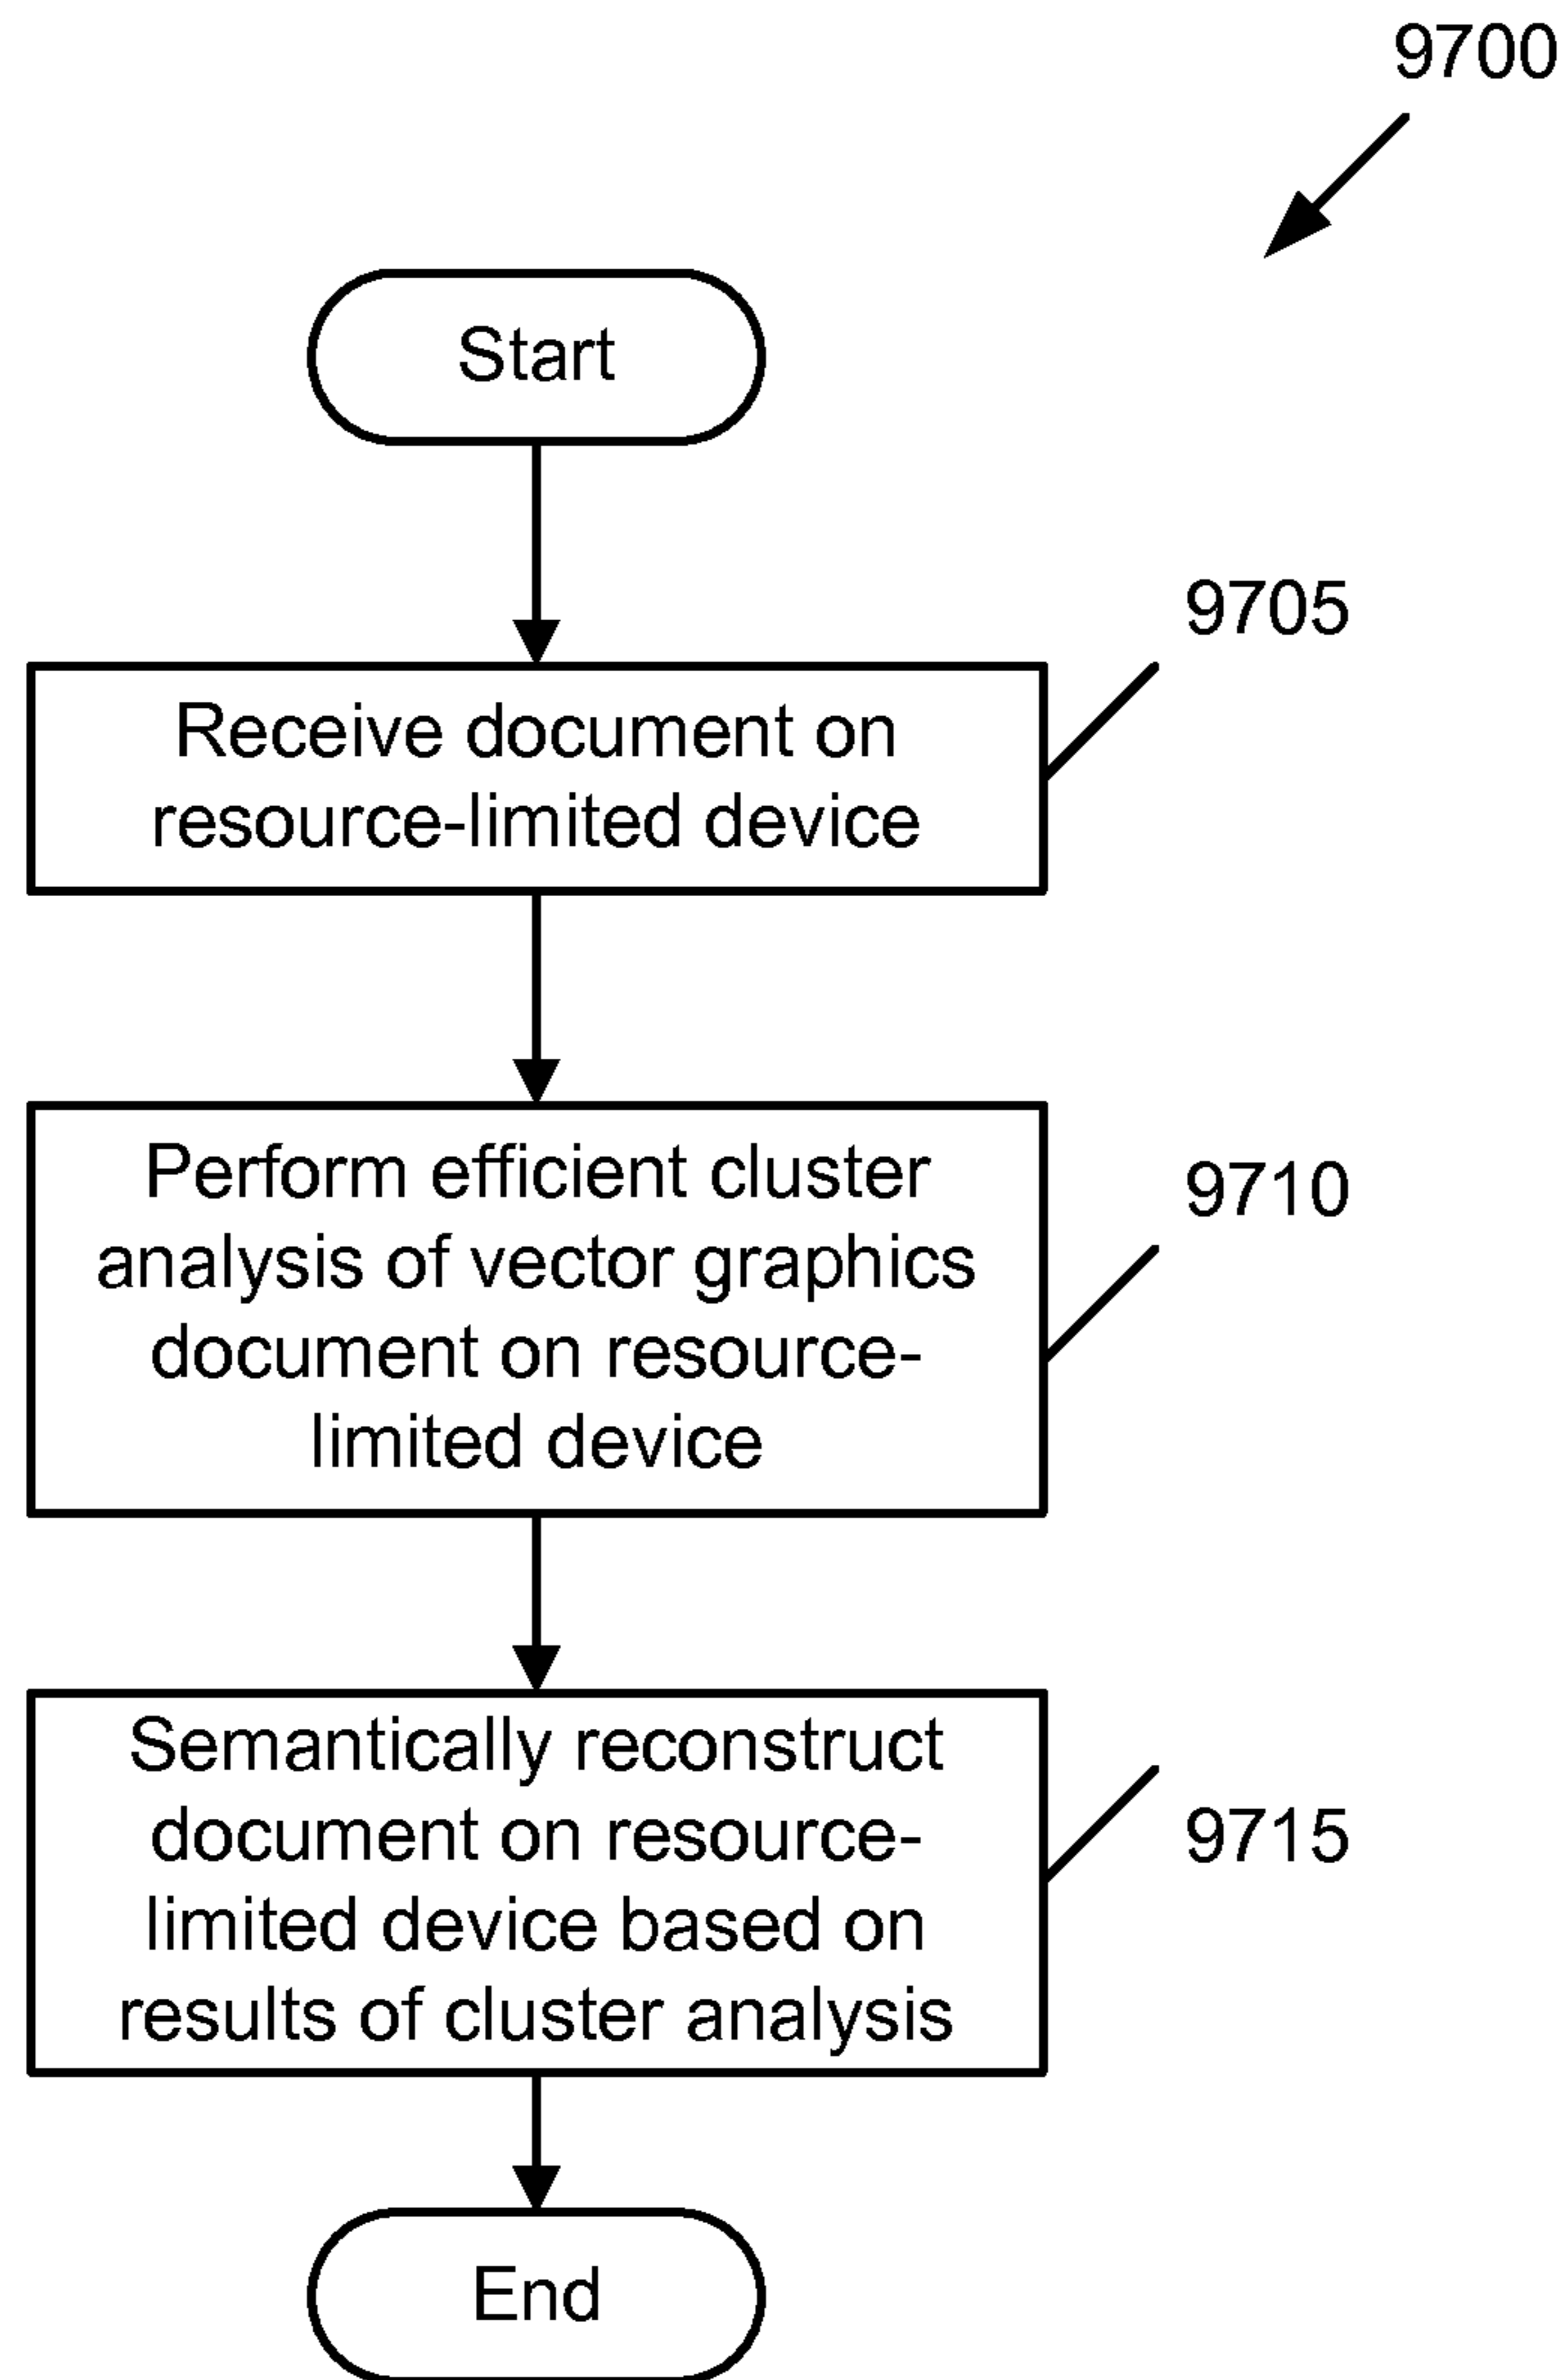 9700
Start
9705
Receive document on
resource-limited device
Perform efficient cluster
analysis of vector graphics
document on resource-
limited device
9710
Semantically reconstruct
document on resource-
limited device based on
results of cluster analysis
9715
End